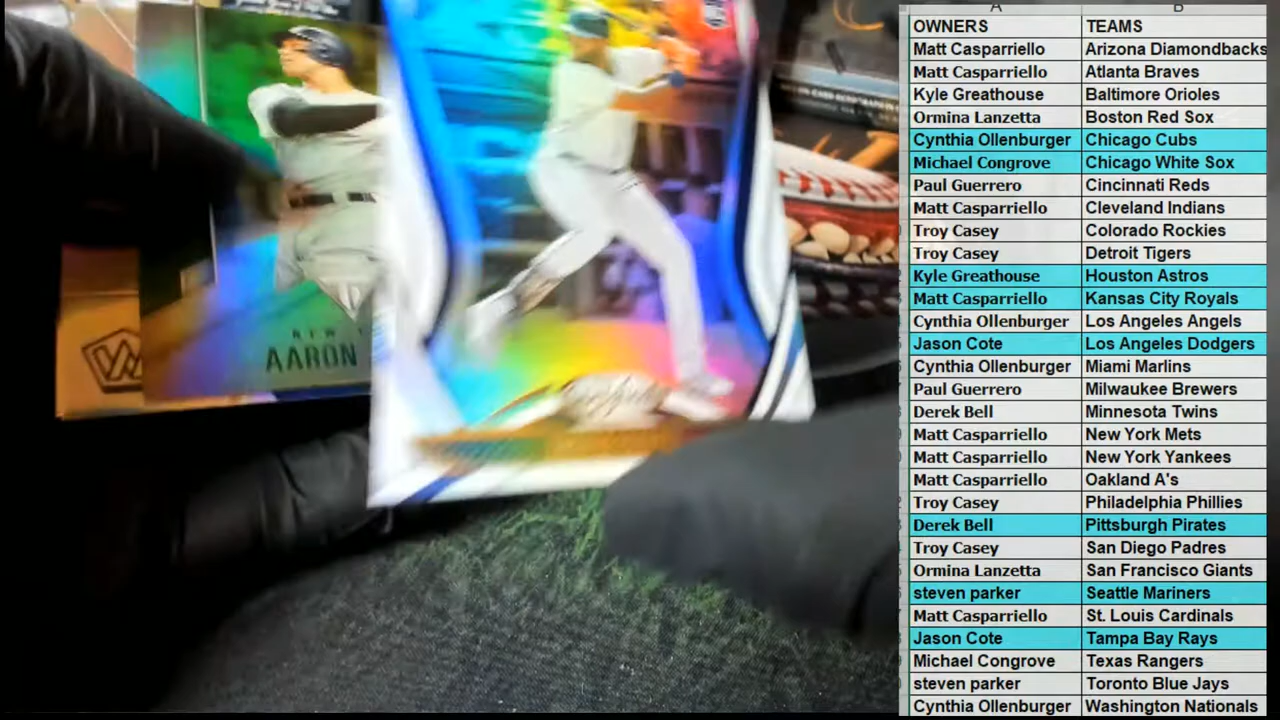 A B
OWNERS TEAMS
Matt Casparriello Arizona Diamondbacks
Matt Casparriello Atlanta Braves
Kyle Greathouse Baltimore Orioles
Ormina Lanzetta Boston Red Sox
Cynthia Ollenburger Chicago Cubs
Michael Congrove Chicago White Sox
Paul Guerrero Cincinnati Reds
Matt Casparriello Cleveland Indians
Troy Casey Colorado Rockies
Troy Casey Detroit Tigers
Kyle Greathouse Houston Astros
Matt Casparriello Kansas City Royals
Cynthia Ollenburger Los Angeles Angels
Jason Cote Los Angeles Dodgers
Cynthia Ollenburger Miami Marlins
Paul Guerrero Milwaukee Brewers
Derek Bell Minnesota Twins
Matt Casparriello New York Mets
Matt Casparriello New York Yankees
Matt Casparriello Oakland A's
Troy Casey Philadelphia Phillies
Derek Bell Pittsburgh Pirates
Troy Casey San Diego Padres
Ormina Lanzetta San Francisco Giants
steven parker Seattle Mariners
Matt Casparriello St. Louis Cardinals
Jason Cote Tampa Bay Rays
Michael Congrove Texas Rangers
steven parker Toronto Blue Jays
Cynthia Ollenburger Washington Nationals
AARON